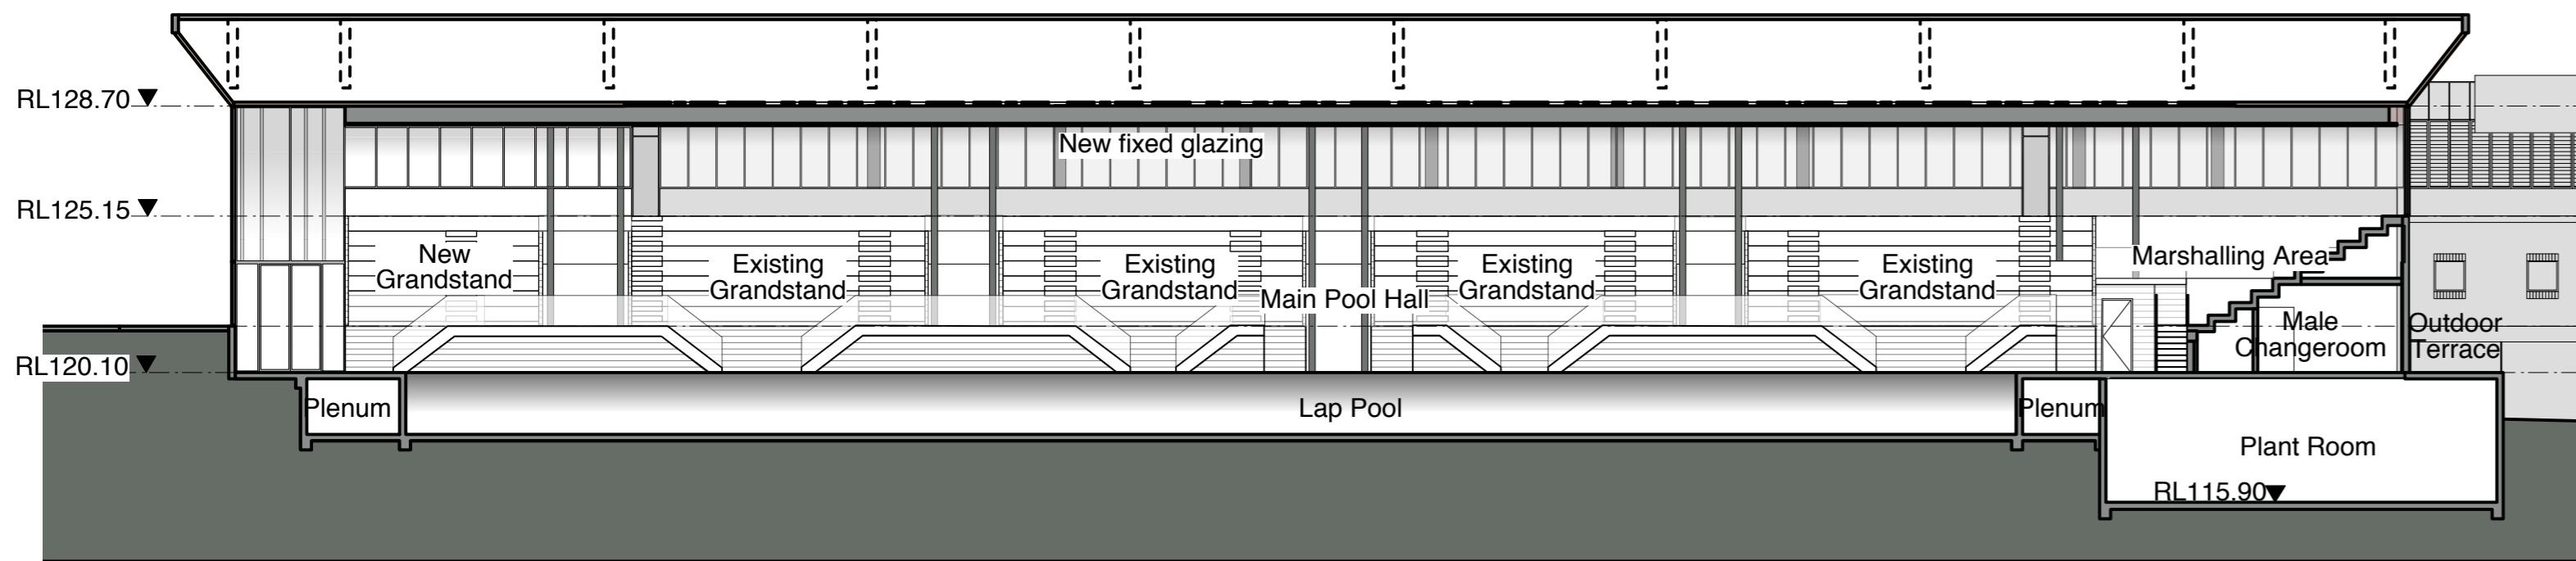 RL128.70
New fixed glazing
RL125.15
New
Grandstand
Existing
Grandstand
Existing
Grandstand
Main Pool Hall
Existing
Grandstand
Existing
Grandstand
Marshalling Area
Male
Changeroom
Outdoor
Terrace
RL120.10
Plenum
Lap Pool
Plenum
Plant Room
RL115.90